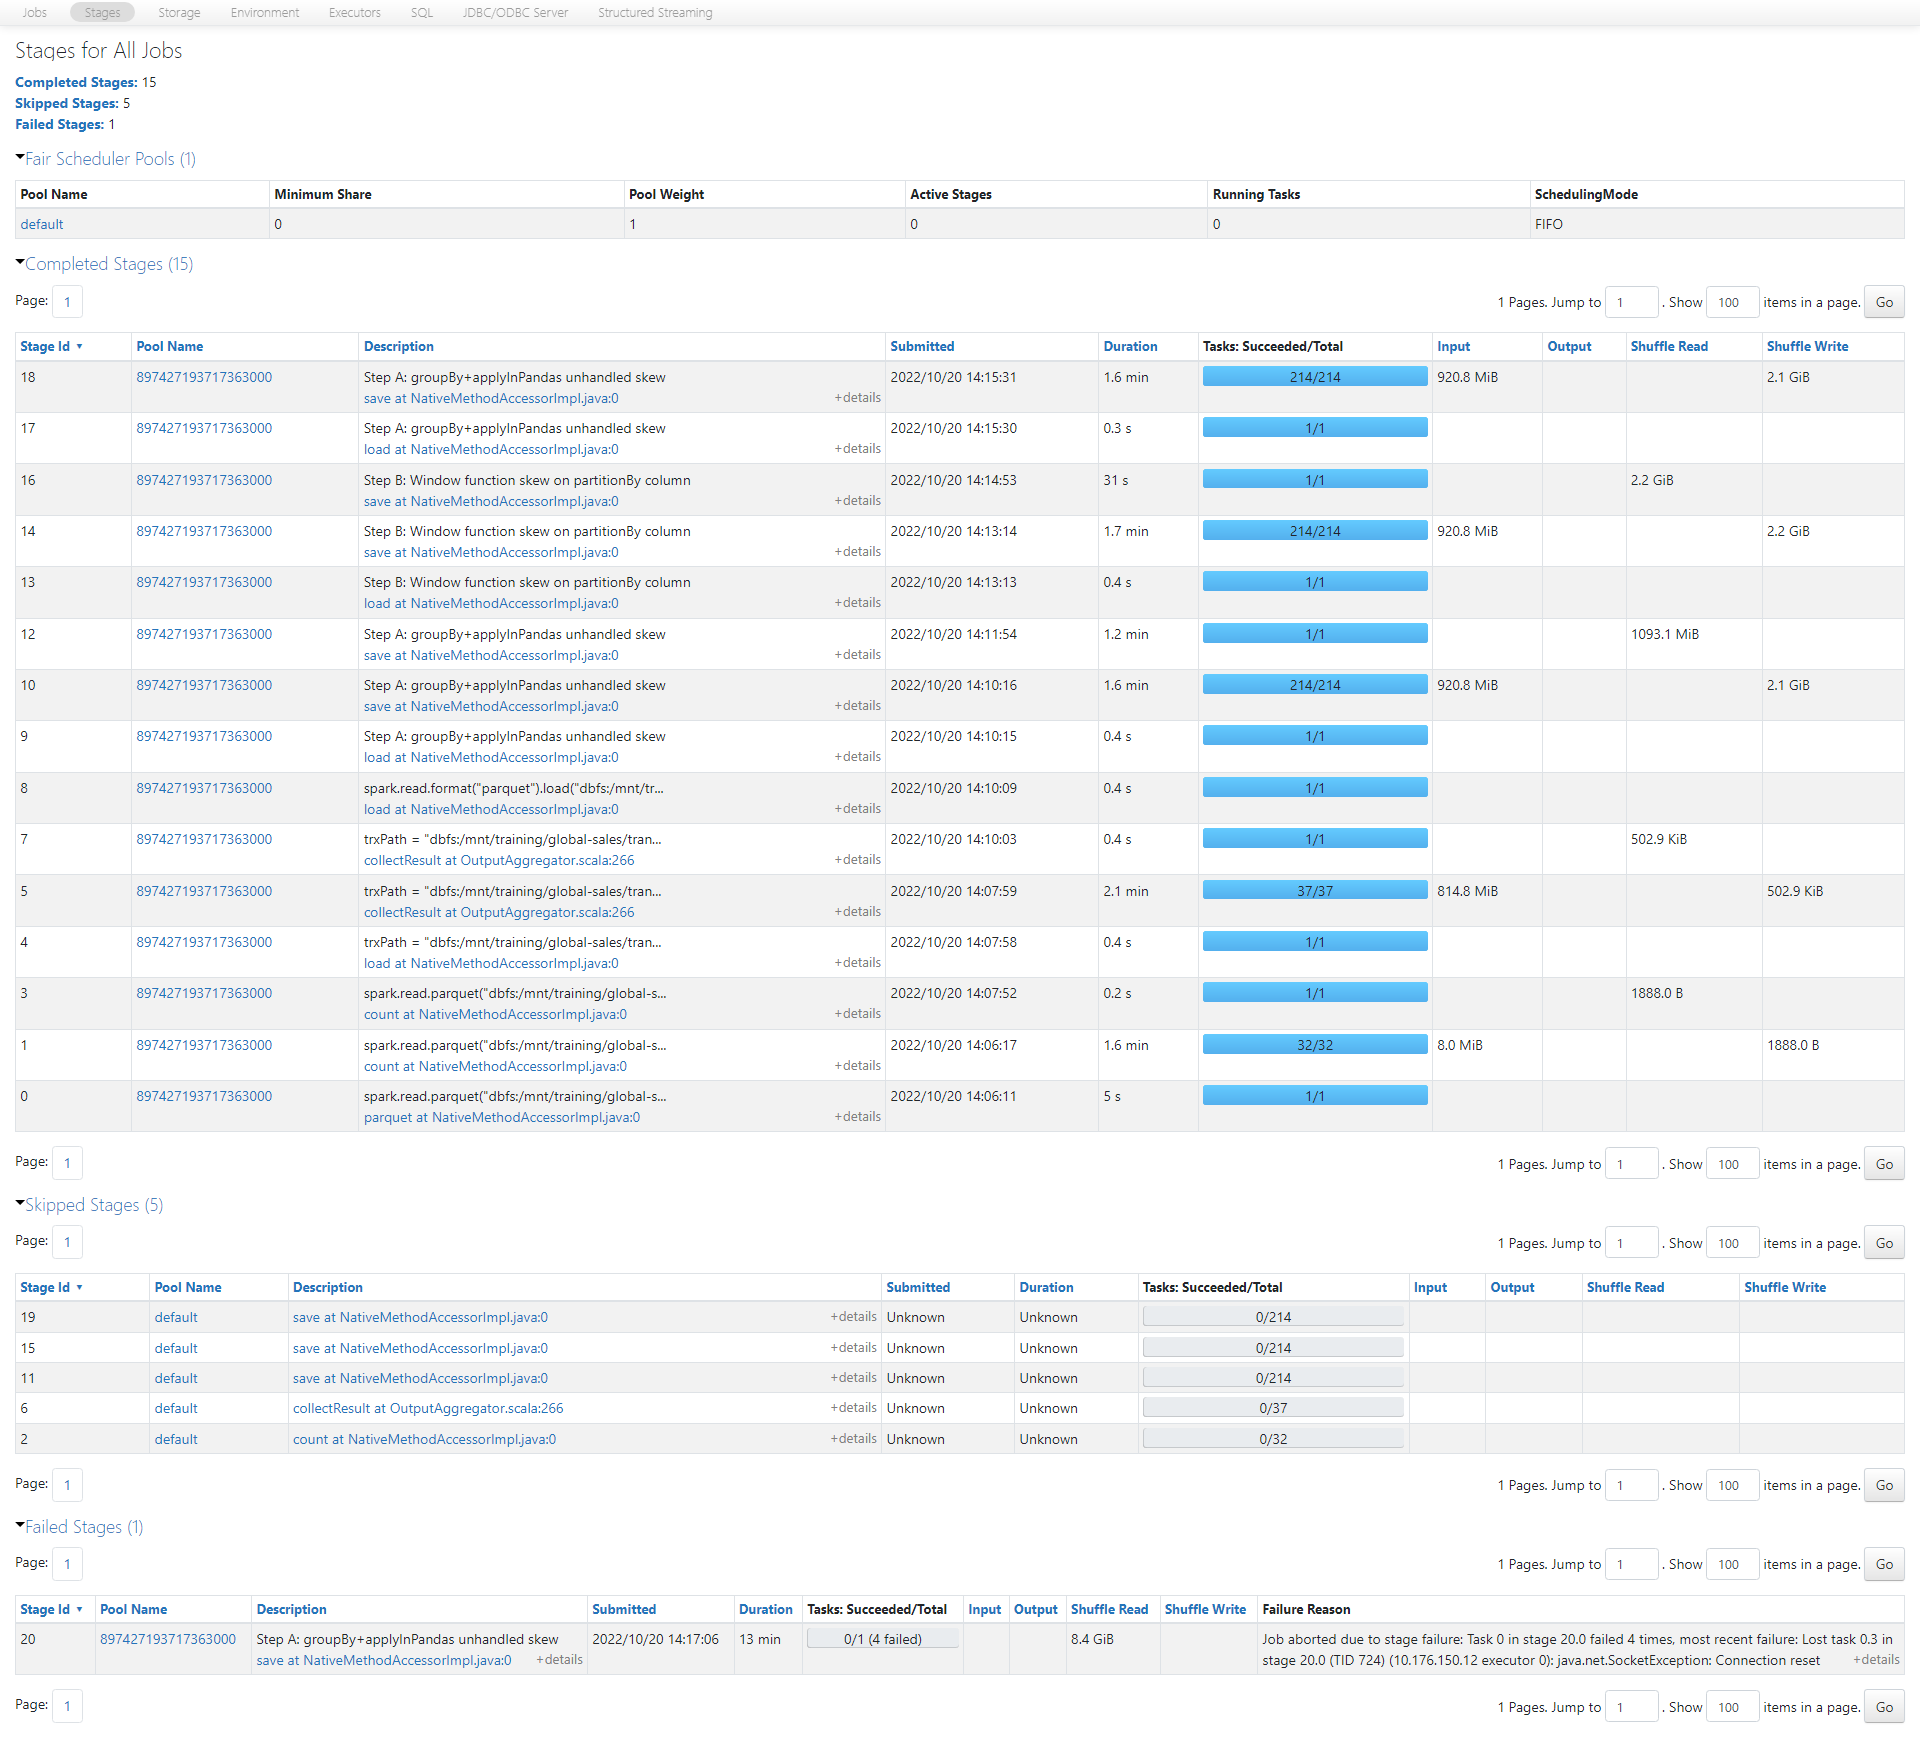 Jobs Stages Storage Environment Executors SQL JDBC/ODBC Server Structured Streaming
Stages for All Jobs
Completed Stages: 15
Skipped Stages: 5
Failed Stages: 1
Fair Scheduler Pools (1)
Pool Name Minimum Share Pool Weight Active Stages Running Tasks SchedulingMode
default 0 1 0 0 FIFO
Completed Stages (15)
Page: 1 1 Pages. Jump to 1 . Show 100 items in a page. Go
Stage Id ▾ Pool Name Description Submitted Duration Tasks: Succeeded/Total Input Output Shuffle Read Shuffle Write
18 897427193717363000 Step A: groupBy+applyInPandas unhandled skew 2022/10/20 14:15:31 1.6 min 214/214 920.8 MiB 2.1 GiB
save at NativeMethodAccessorImpl.java:0 +details
17 897427193717363000 Step A: groupBy+applyInPandas unhandled skew 2022/10/20 14:15:30 0.3 s 1/1
load at NativeMethodAccessorImpl.java:0 +details
16 897427193717363000 Step B: Window function skew on partitionBy column 2022/10/20 14:14:53 31 s 1/1 2.2 GiB
save at NativeMethodAccessorImpl.java:0 +details
14 897427193717363000 Step B: Window function skew on partitionBy column 2022/10/20 14:13:14 1.7 min 214/214 920.8 MiB 2.2 GiB
save at NativeMethodAccessorImpl.java:0 +details
13 897427193717363000 Step B: Window function skew on partitionBy column 2022/10/20 14:13:13 0.4 s 1/1
load at NativeMethodAccessorImpl.java:0 +details
12 897427193717363000 Step A: groupBy+applyInPandas unhandled skew 2022/10/20 14:11:54 1.2 min 1/1 1093.1 MiB
save at NativeMethodAccessorImpl.java:0 +details
10 897427193717363000 Step A: groupBy+applyInPandas unhandled skew 2022/10/20 14:10:16 1.6 min 214/214 920.8 MiB 2.1 GiB
save at NativeMethodAccessorImpl.java:0 +details
9 897427193717363000 Step A: groupBy+applyInPandas unhandled skew 2022/10/20 14:10:15 0.4 s 1/1
load at NativeMethodAccessorImpl.java:0 +details
8 897427193717363000 spark.read.format("parquet").load("dbfs:/mnt/tr... 2022/10/20 14:10:09 0.4 s 1/1
load at NativeMethodAccessorImpl.java:0 +details
7 897427193717363000 trxPath = "dbfs:/mnt/training/global-sales/tran... 2022/10/20 14:10:03 0.4 s 1/1 502.9 KiB
collectResult at OutputAggregator.scala:266 +details
5 897427193717363000 trxPath = "dbfs:/mnt/training/global-sales/tran... 2022/10/20 14:07:59 2.1 min 37/37 814.8 MiB 502.9 KiB
collectResult at OutputAggregator.scala:266 +details
4 897427193717363000 trxPath = "dbfs:/mnt/training/global-sales/tran... 2022/10/20 14:07:58 0.4 s 1/1
load at NativeMethodAccessorImpl.java:0 +details
3 897427193717363000 spark.read.parquet("dbfs:/mnt/training/global-s... 2022/10/20 14:07:52 0.2 s 1/1 1888.0 B
count at NativeMethodAccessorImpl.java:0 +details
1 897427193717363000 spark.read.parquet("dbfs:/mnt/training/global-s... 2022/10/20 14:06:17 1.6 min 32/32 8.0 MiB 1888.0 B
count at NativeMethodAccessorImpl.java:0 +details
0 897427193717363000 spark.read.parquet("dbfs:/mnt/training/global-s... 2022/10/20 14:06:11 5 s 1/1
parquet at NativeMethodAccessorImpl.java:0 +details
Page: 1 1 Pages. Jump to 1 . Show 100 items in a page. Go
Skipped Stages (5)
Page: 1 1 Pages. Jump to 1 . Show 100 items in a page. Go
Stage Id ▾ Pool Name Description Submitted Duration Tasks: Succeeded/Total Input Output Shuffle Read Shuffle Write
19 default save at NativeMethodAccessorImpl.java:0 +details Unknown Unknown 0/214
15 default save at NativeMethodAccessorImpl.java:0 +details Unknown Unknown 0/214
11 default save at NativeMethodAccessorImpl.java:0 +details Unknown Unknown 0/214
6 default collectResult at OutputAggregator.scala:266 +details Unknown Unknown 0/37
2 default count at NativeMethodAccessorImpl.java:0 +details Unknown Unknown 0/32
Page: 1 1 Pages. Jump to 1 . Show 100 items in a page. Go
Failed Stages (1)
Page: 1 1 Pages. Jump to 1 . Show 100 items in a page. Go
Stage Id ▾ Pool Name Description Submitted Duration Tasks: Succeeded/Total Input Output Shuffle Read Shuffle Write Failure Reason
20 897427193717363000 Step A: groupBy+applyInPandas unhandled skew 2022/10/20 14:17:06 13 min 0/1 (4 failed) 8.4 GiB Job aborted due to stage failure: Task 0 in stage 20.0 failed 4 times, most recent failure: Lost task 0.3 in
save at NativeMethodAccessorImpl.java:0 +details stage 20.0 (TID 724) (10.176.150.12 executor 0): java.net.SocketException: Connection reset +details
Page: 1 1 Pages. Jump to 1 . Show 100 items in a page. Go